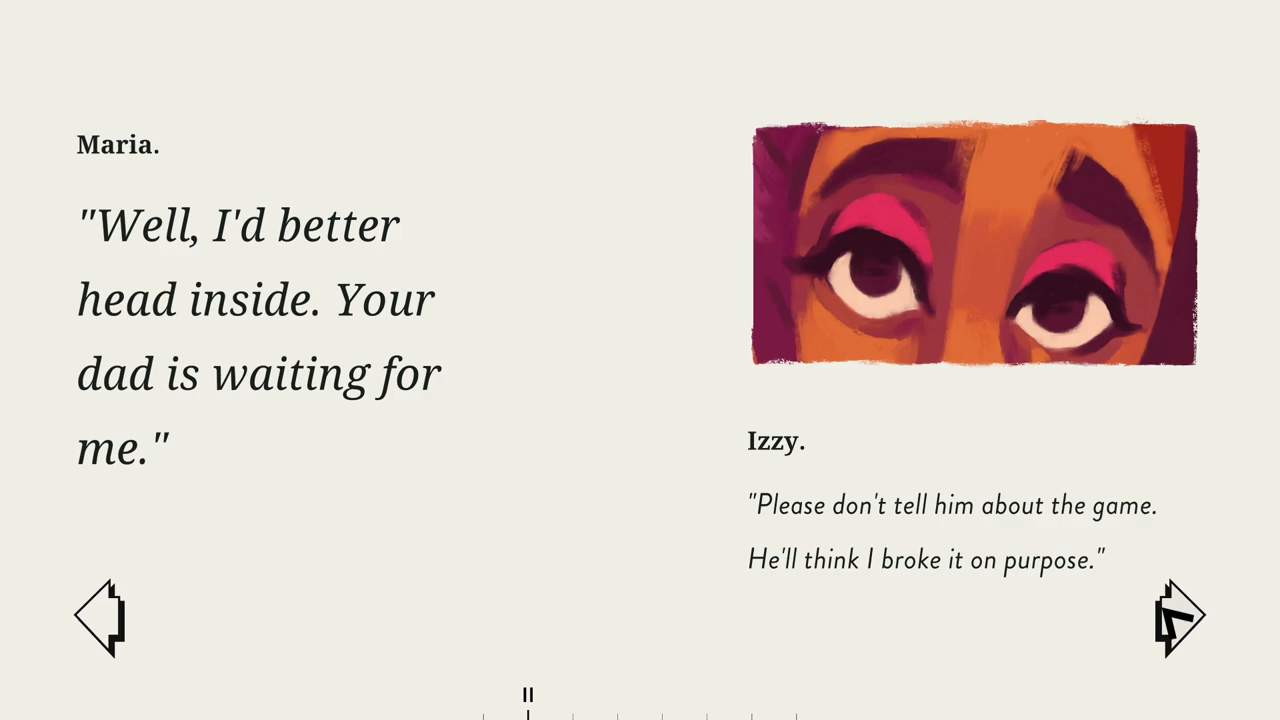 Maria.
"Well, I'd better
head inside. Your
dad is waiting for
me."
Izzy.
"Please don't tell him about the game.
He'll think I broke it on purpose."
II